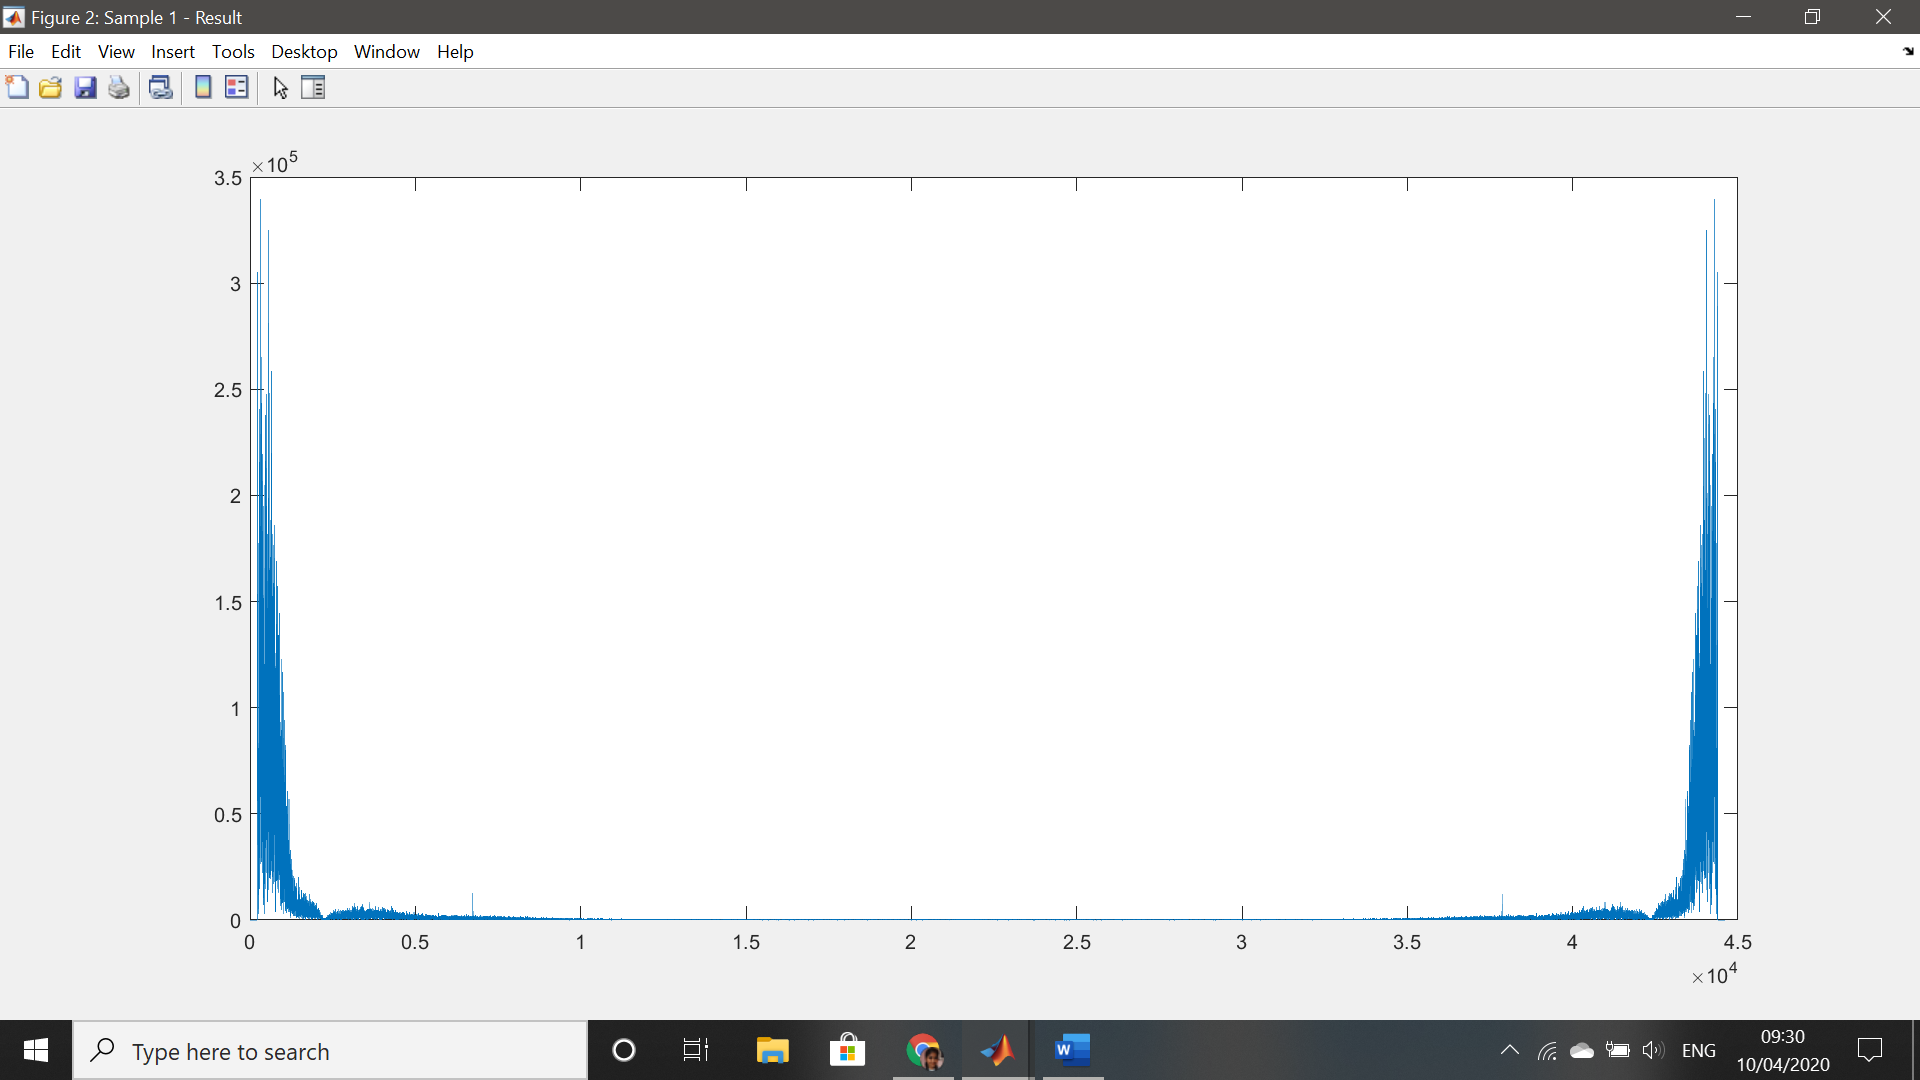 Figure 2: Sample 1 - Result
File Edit View Insert Tools Desktop Window Help
×10^5
3.5
3
2.5
2
1.5
1
0.5
0
0 0.5 1 1.5 2 2.5 3 3.5 4 4.5
×10^4
Type here to search
W
ENG
09:30
10/04/2020